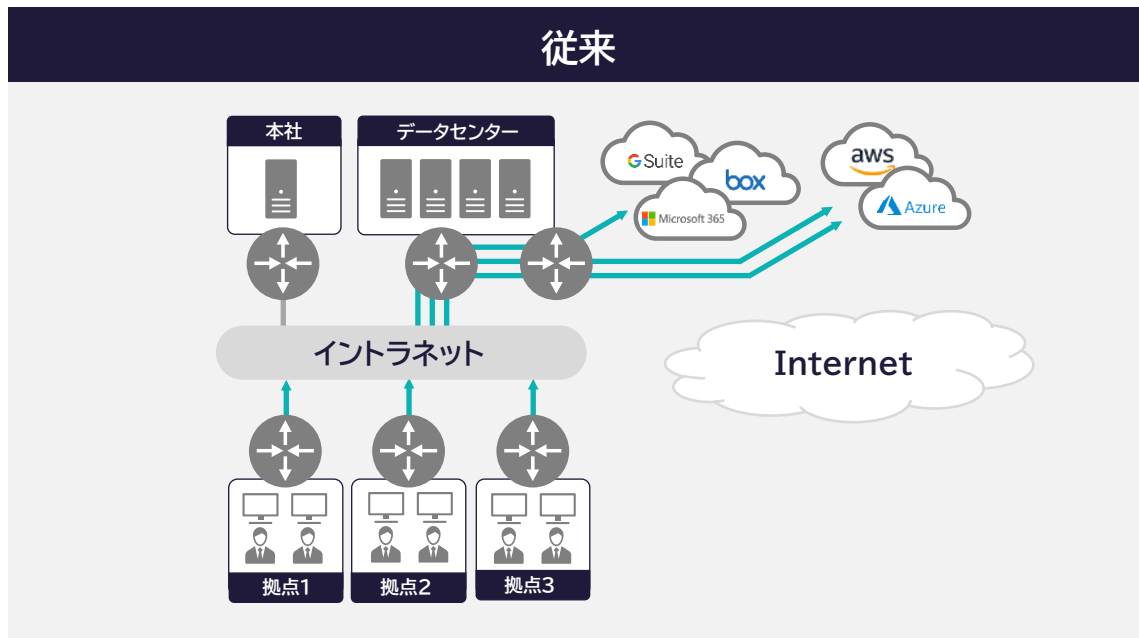 従来
本社
データセンター
G Suite
box
Microsoft 365
aws
Azure
イントラネット
Internet
拠点1
拠点2
拠点3